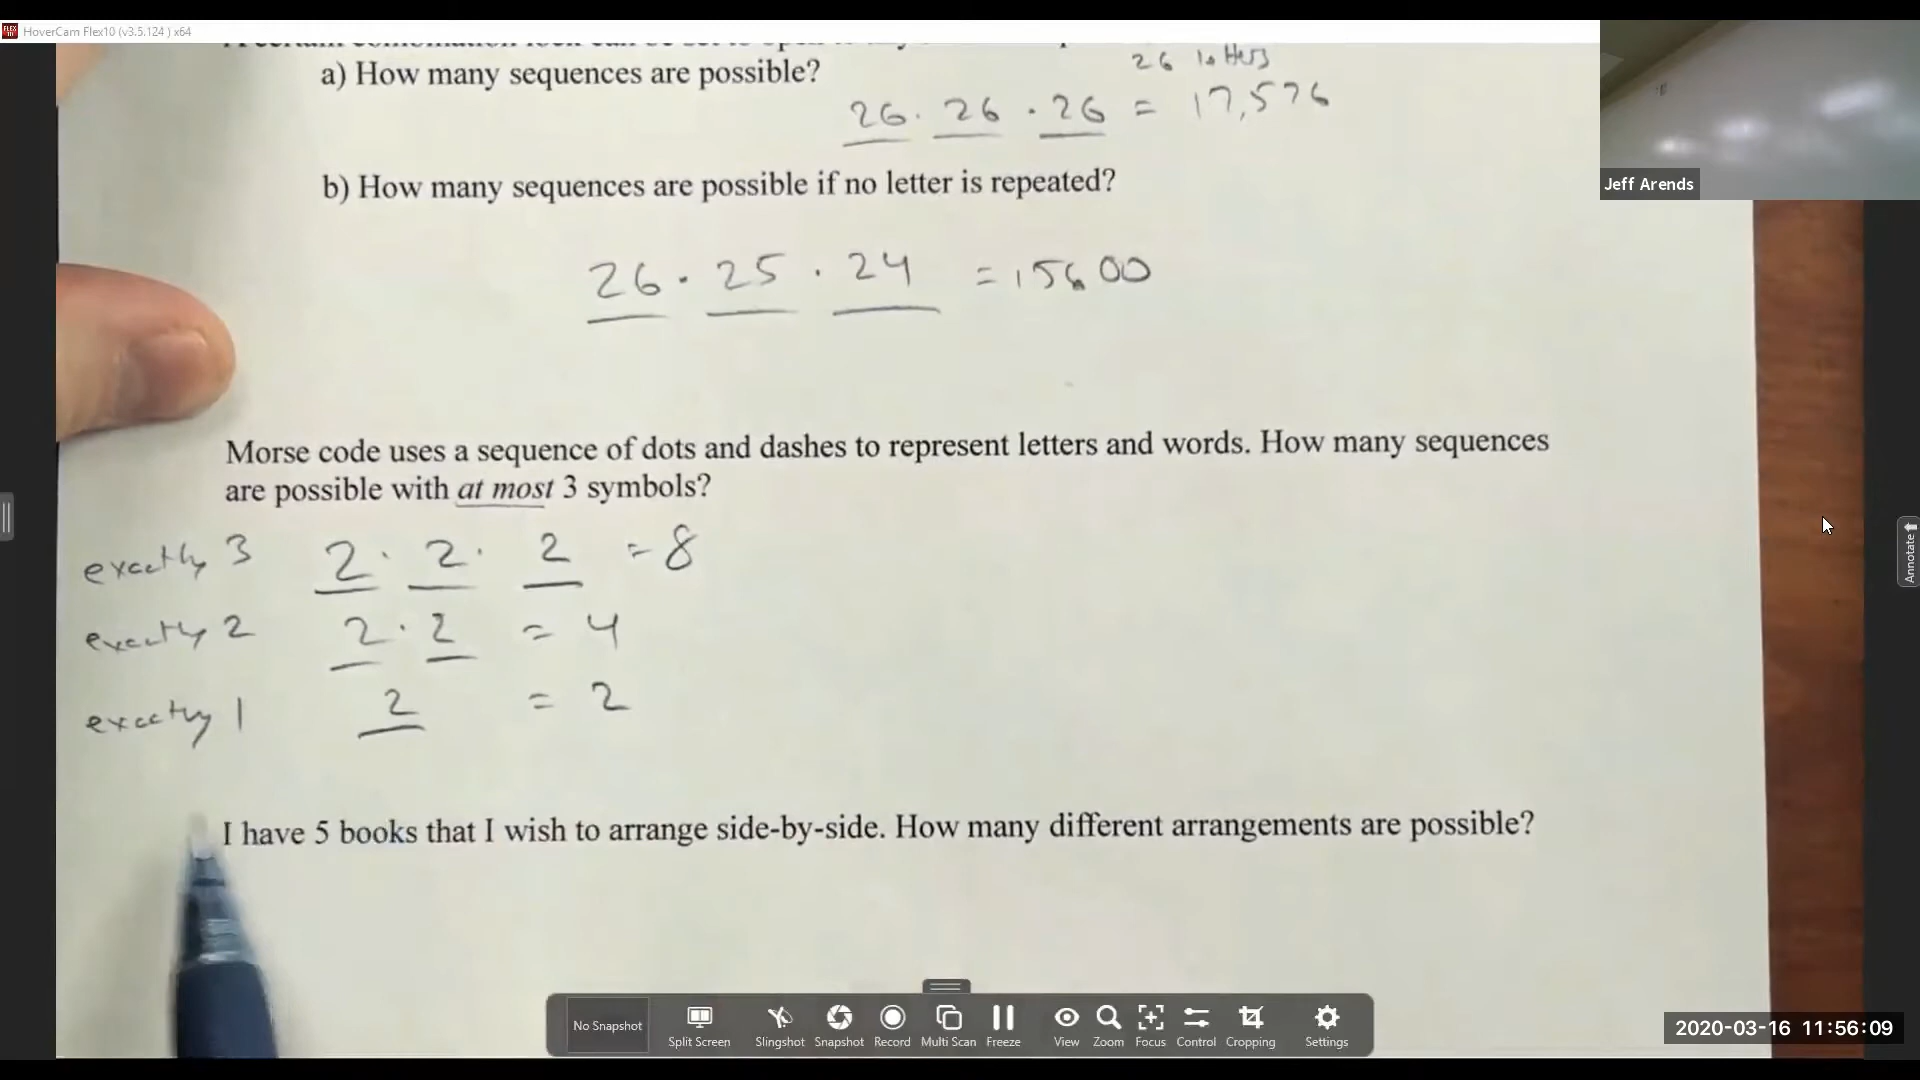 HoverCam Flex10 (v3.5.124) x64
26 letters
a) How many sequences are possible?
26 · 26 · 26 = 17,576
Jeff Arends
b) How many sequences are possible if no letter is repeated?
26 · 25 · 24 = 15600
Morse code uses a sequence of dots and dashes to represent letters and words. How many sequences
are possible with at most 3 symbols?
exactly 3 2 · 2 · 2 = 8
exactly 2 2 · 2 = 4
exactly 1 2 = 2
Annotate
I have 5 books that I wish to arrange side-by-side. How many different arrangements are possible?
No Snapshot
Split Screen Slingshot Snapshot Record Multi Scan Freeze View Zoom Focus Control Cropping Settings
2020-03-16 11:56:09